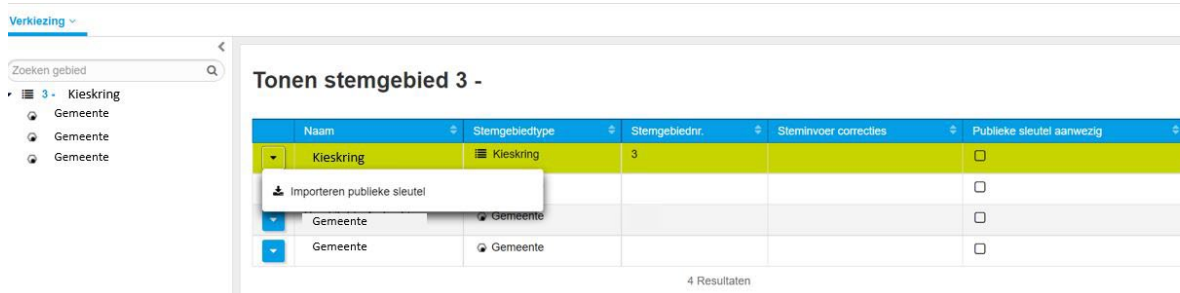 Verkiezing
Zoeken gebied
3 - Kieskring
Gemeente
Gemeente
Gemeente
Tonen stemgebied 3 -
Naam Stemgebiedtype Stemgebiednr. Steminvoer correcties Publieke sleutel aanwezig
Kieskring Kieskring 3
Importeren publieke sleutel
Gemeente Gemeente
Gemeente Gemeente
4 Resultaten